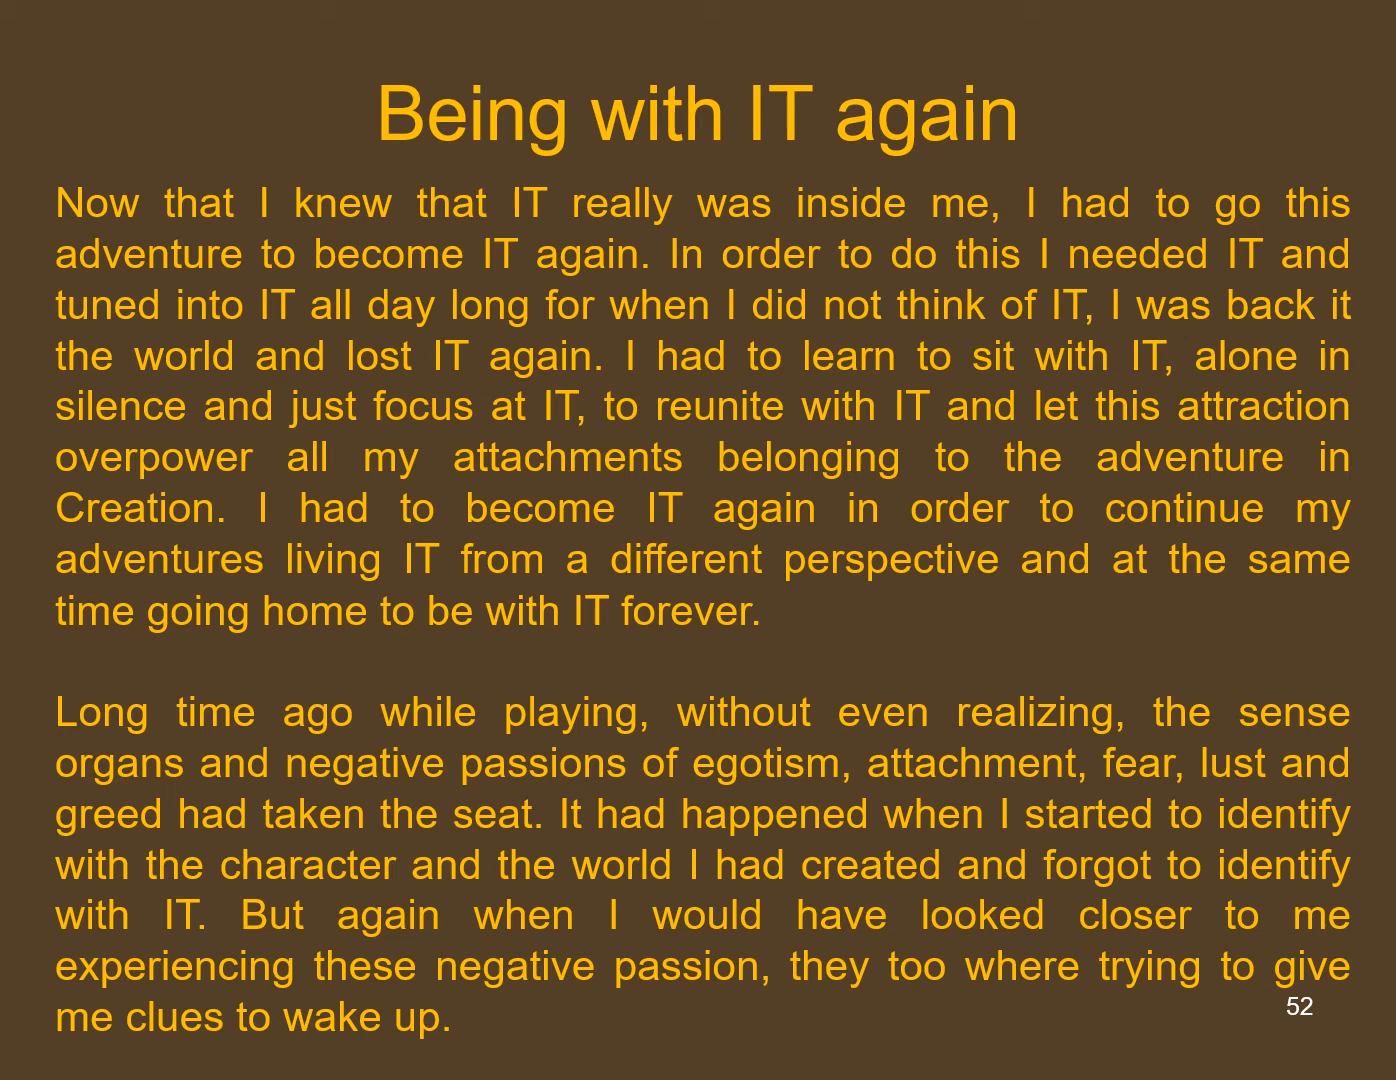 Being with IT again
Now that I knew that IT really was inside me, I had to go this
adventure to become IT again. In order to do this I needed IT and
tuned into IT all day long for when I did not think of IT, I was back it
the world and lost IT again. I had to learn to sit with IT, alone in
silence and just focus at IT, to reunite with IT and let this attraction
overpower all my attachments belonging to the adventure in
Creation. I had to become IT again in order to continue my
adventures living IT from a different perspective and at the same
time going home to be with IT forever.
Long time ago while playing, without even realizing, the sense
organs and negative passions of egotism, attachment, fear, lust and
greed had taken the seat. It had happened when I started to identify
with the character and the world I had created and forgot to identify
with IT. But again when I would have looked closer to me
experiencing these negative passion, they too where trying to give
me clues to wake up.
52